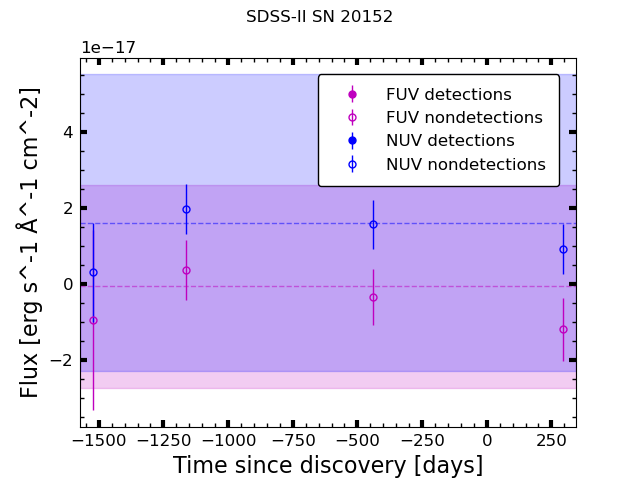 SDSS-II SN 20152
1e−17
Flux [erg s^-1 Å^-1 cm^-2]
4
2
0
−2
FUV detections
FUV nondetections
NUV detections
NUV nondetections
−1500 −1250 −1000 −750 −500 −250 0 250
Time since discovery [days]